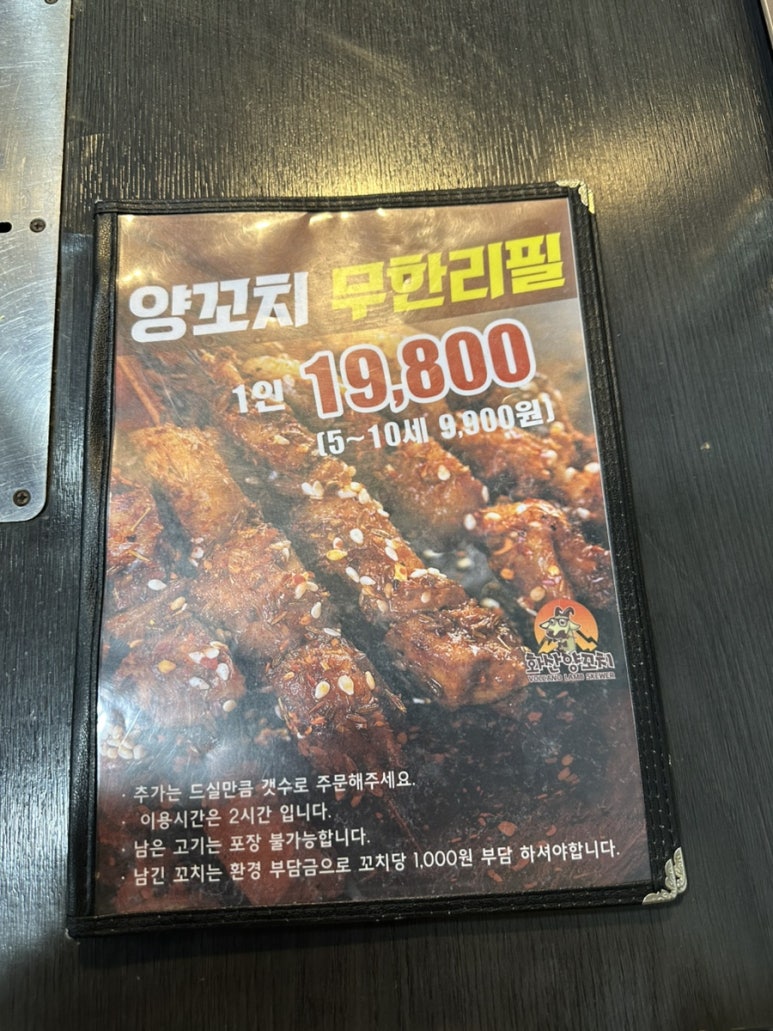 양꼬치 무한리필
1인 19,800
(5~10세 9,900원)
화산양꼬치
VOLCANO LAMB SKEWER
· 추가는 드실만큼 갯수로 주문해주세요.
· 이용시간은 2시간 입니다.
· 남은 고기는 포장 불가능합니다.
· 남긴 꼬치는 환경 부담금으로 꼬치당 1,000원 부담 하셔야합니다.